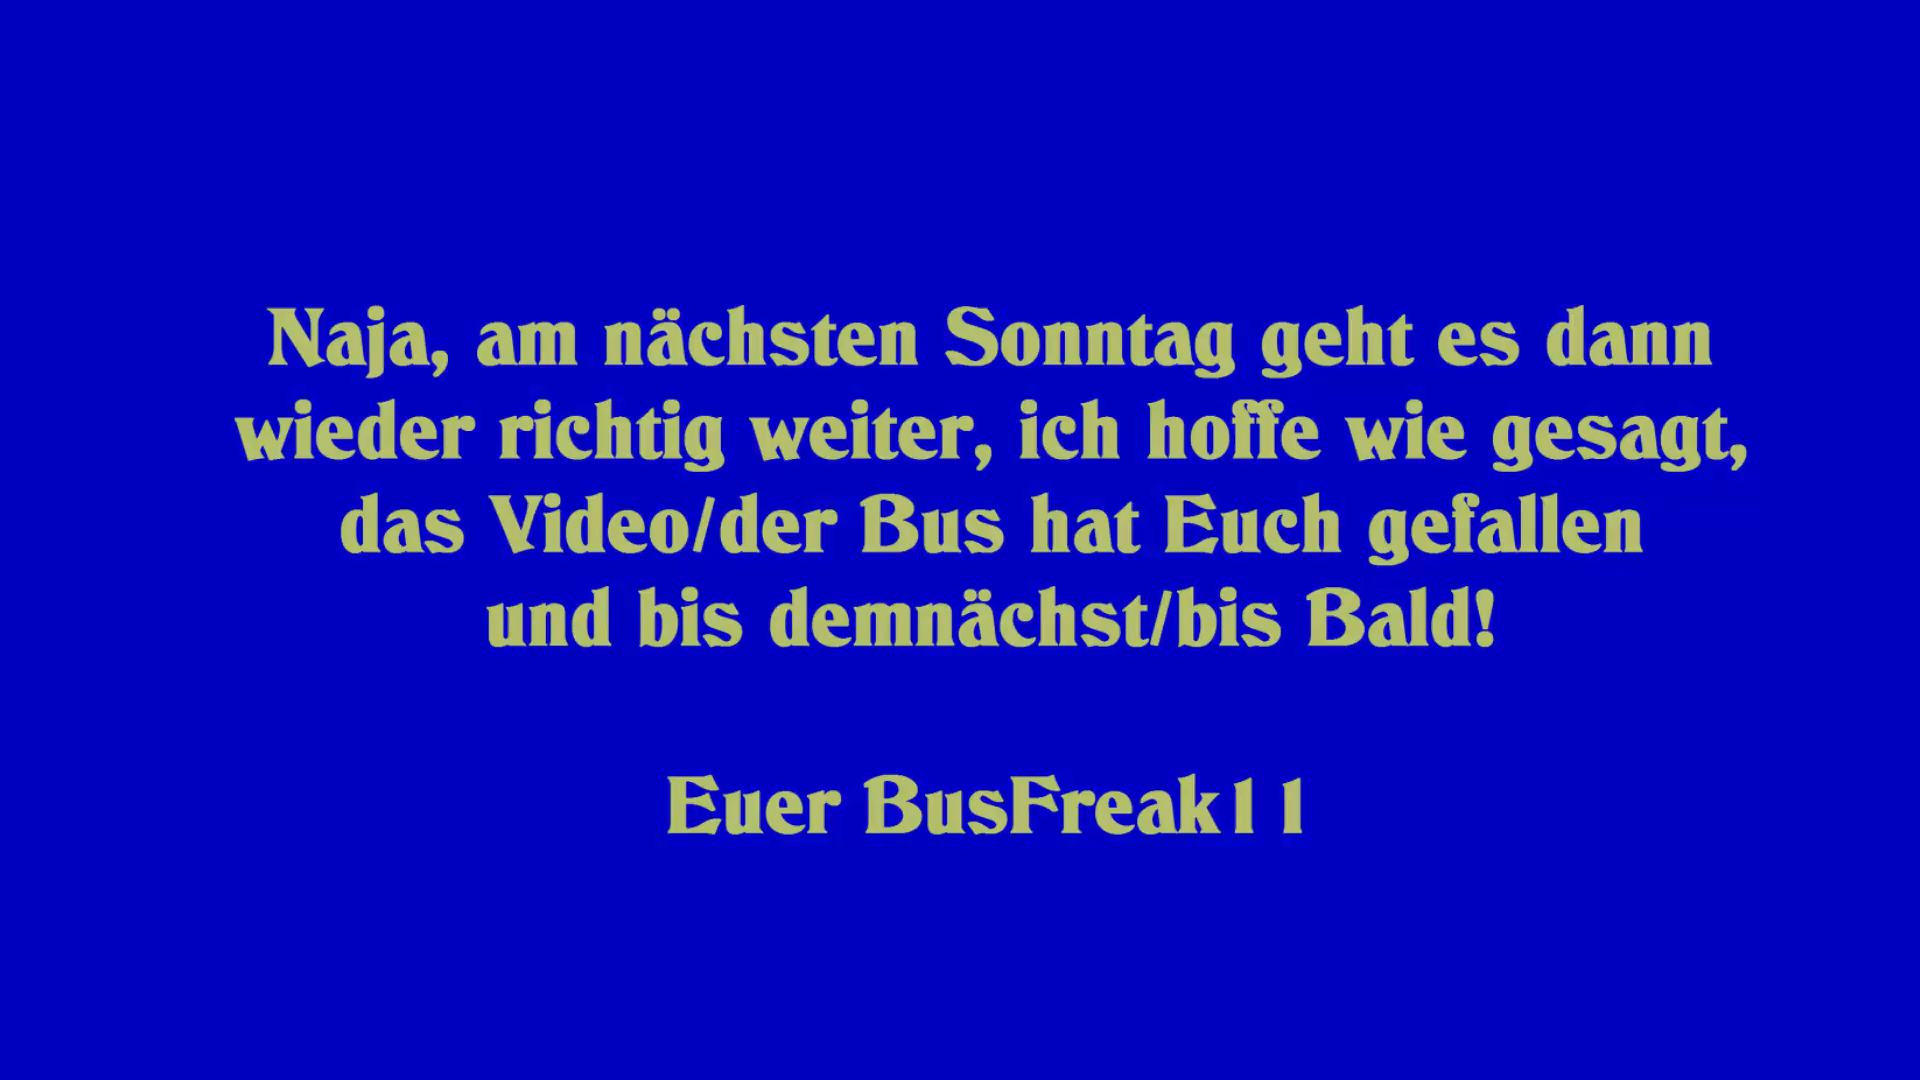 Naja, am nächsten Sonntag geht es dann
wieder richtig weiter, ich hoffe wie gesagt,
das Video/der Bus hat Euch gefallen
und bis demnächst/bis Bald!
Euer BusFreak11